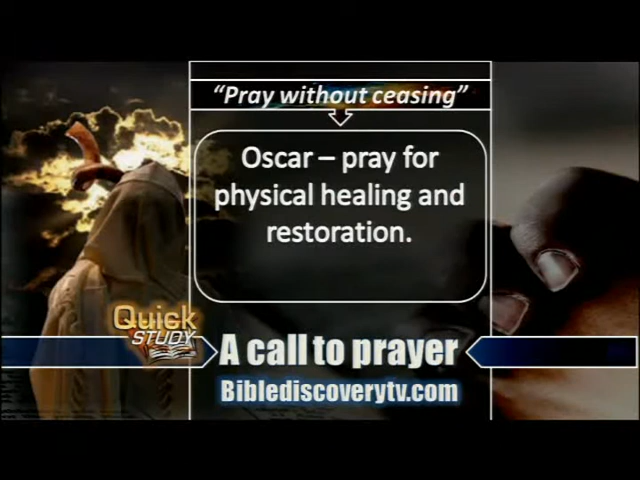 “Pray without ceasing”
Oscar – pray for
physical healing and
restoration.
Quick
STUDY
A call to prayer
Biblediscoverytv.com